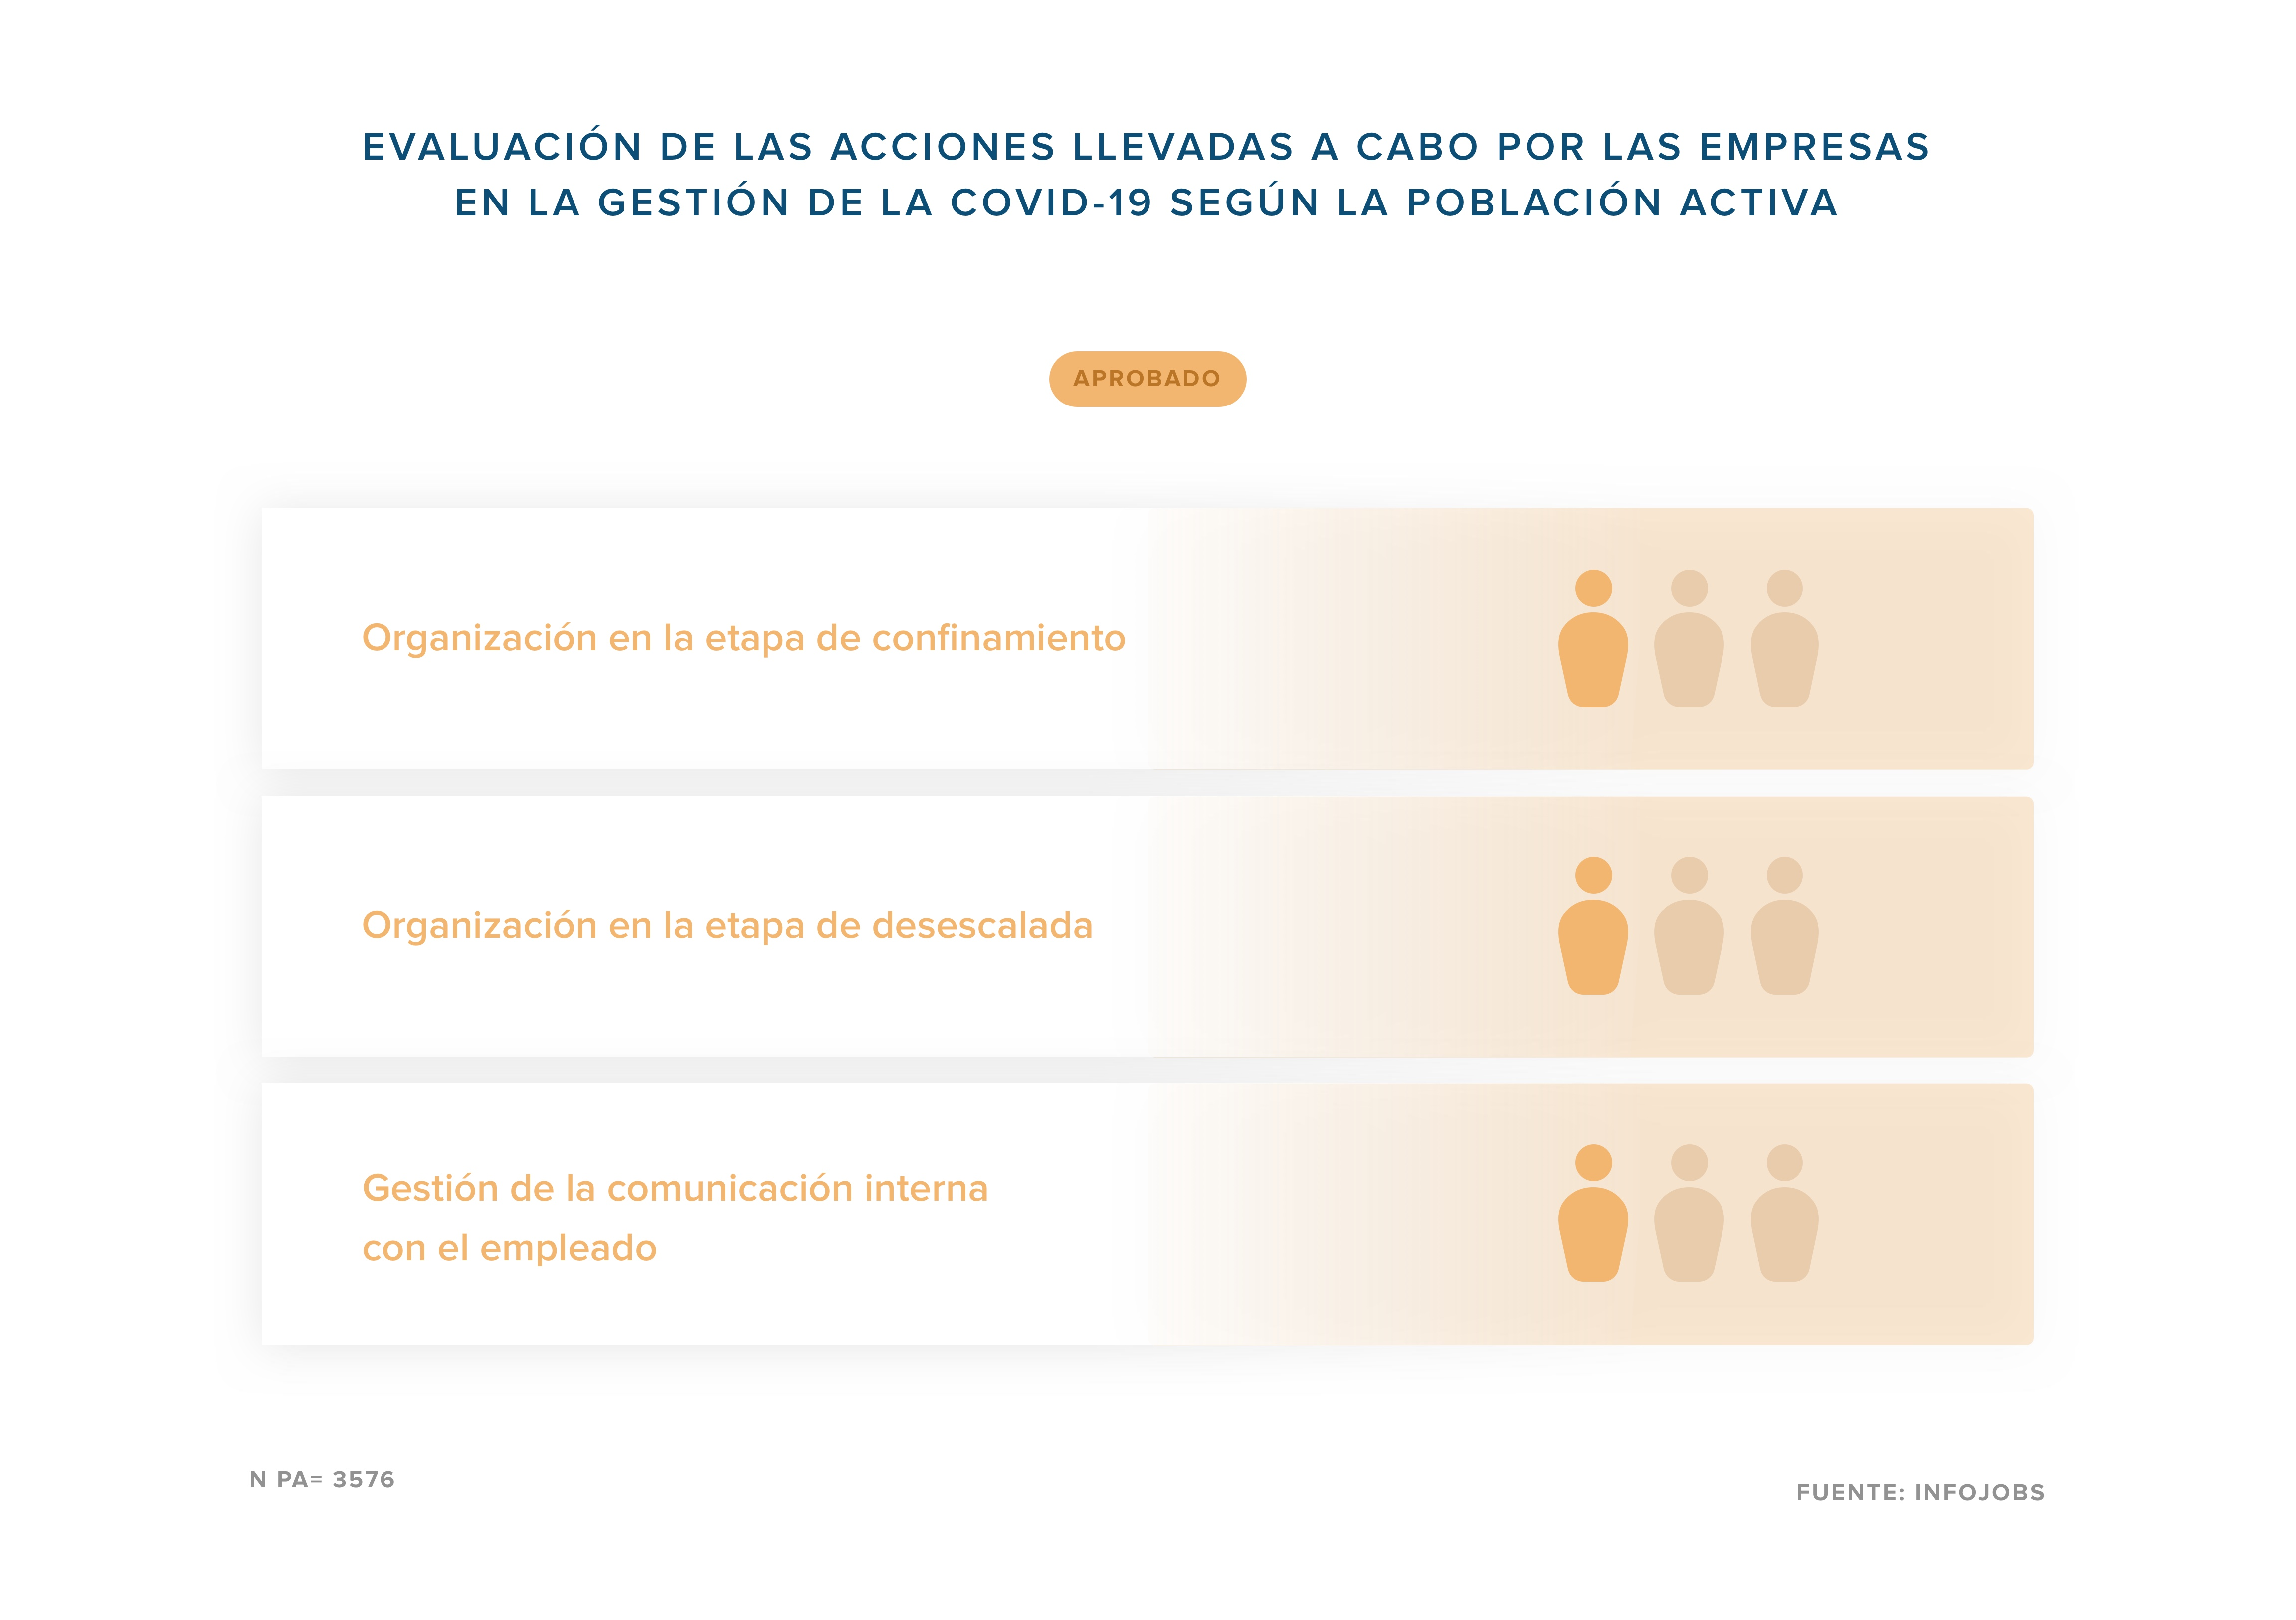 EVALUACIÓN DE LAS ACCIONES LLEVADAS A CABO POR LAS EMPRESAS
EN LA GESTIÓN DE LA COVID-19 SEGÚN LA POBLACIÓN ACTIVA
APROBADO
Organización en la etapa de confinamiento
Organización en la etapa de desescalada
Gestión de la comunicación interna
con el empleado
N PA= 3576
FUENTE: INFOJOBS